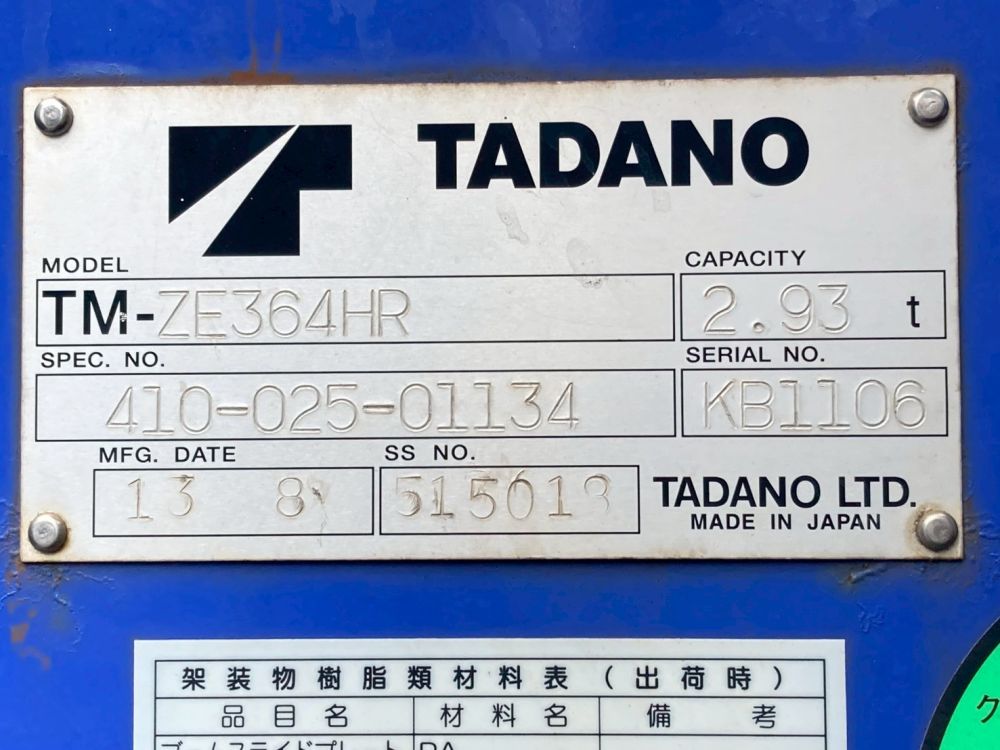 TADANO
MODEL
CAPACITY
TM-ZE364HR
2.93 t
SPEC. NO.
SERIAL NO.
410-025-01134
KB1106
MFG. DATE
SS NO.
13 8
TADANO LTD.
MADE IN JAPAN
架装物樹脂類材料表(出荷時)
品目名
材料名
備考
ク